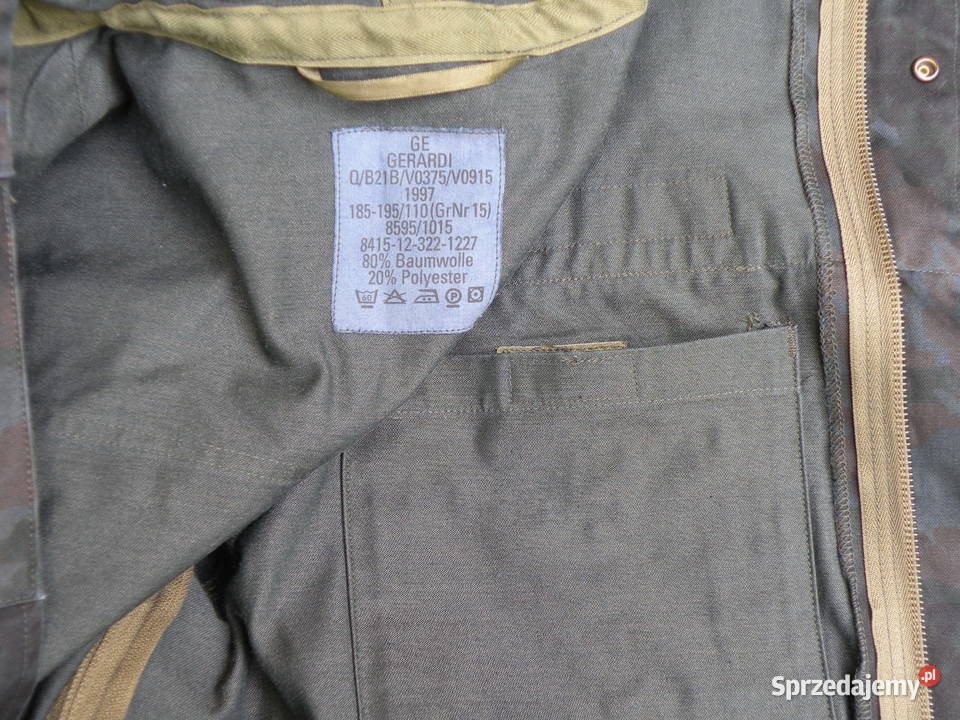 GE
GERARDI
Q/B21B/V0375/V0915
1997
185-195/110(GrNr15)
8595/1015
8415-12-322-1227
80% Baumwolle
20% Polyester
60 P
Sprzedajemy.pl